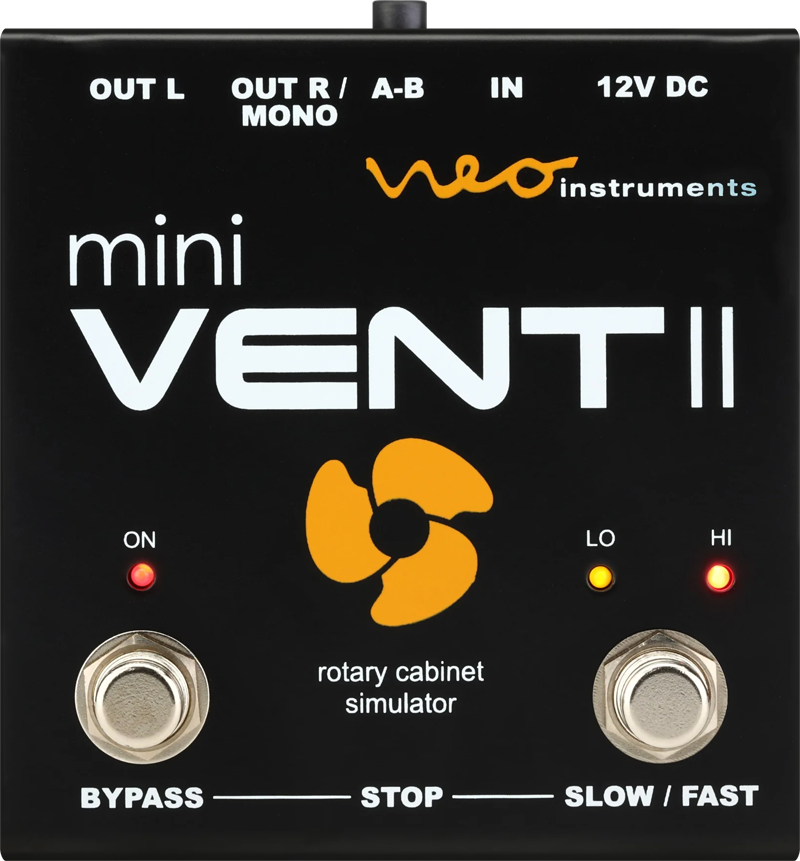 OUT L OUT R / A-B IN 12V DC
MONO
neo instruments
mini
VENT II
ON LO HI
rotary cabinet
simulator
BYPASS STOP SLOW / FAST